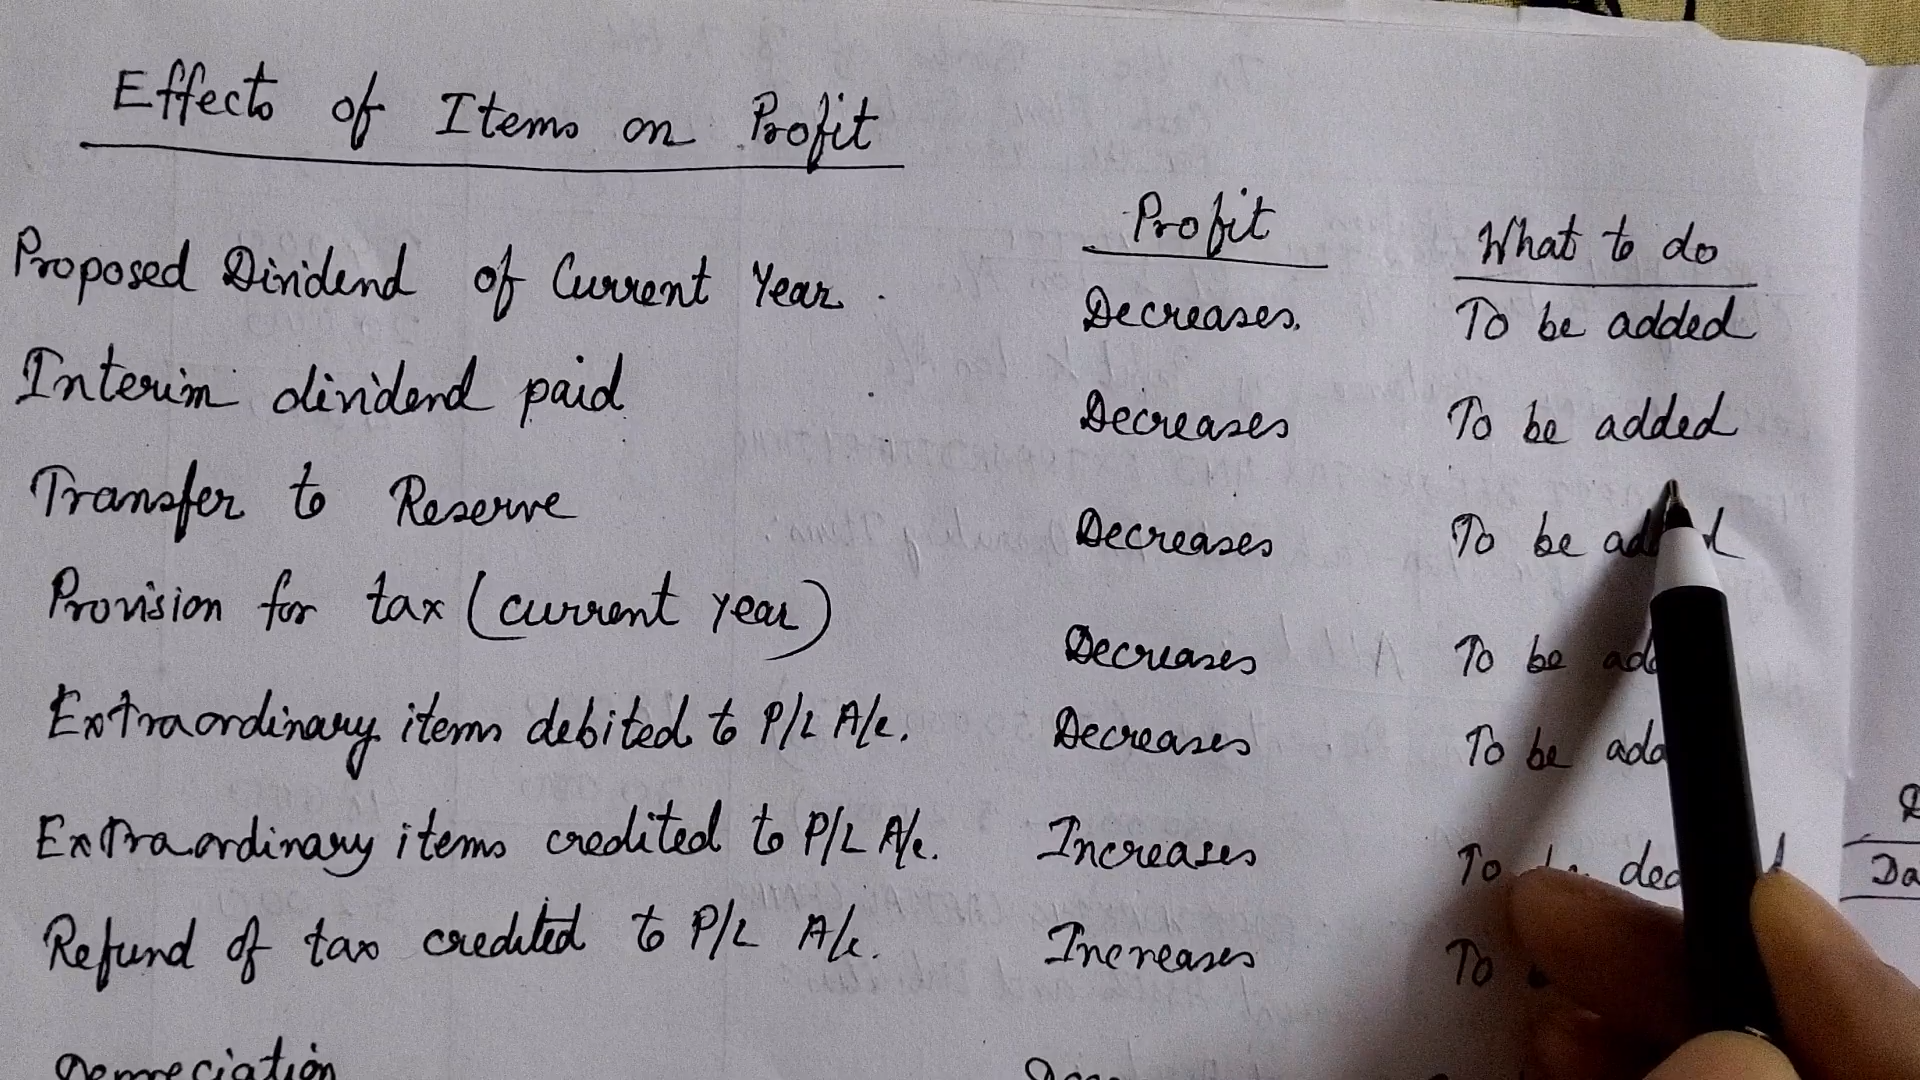 Effects of Items on Profit
Profit What to do
Proposed Dividend of Current Year. Decreases. To be added
Interim dividend paid Decreases To be added
Transfer to Reserve Decreases To be
Provision for tax (current year) Decreases To be
Extraordinary items debited to P/L A/c. Decreases To be
Extraordinary items credited to P/L A/c. Increases To
Refund of tax credited to P/L A/c. Increases To
Depreciation